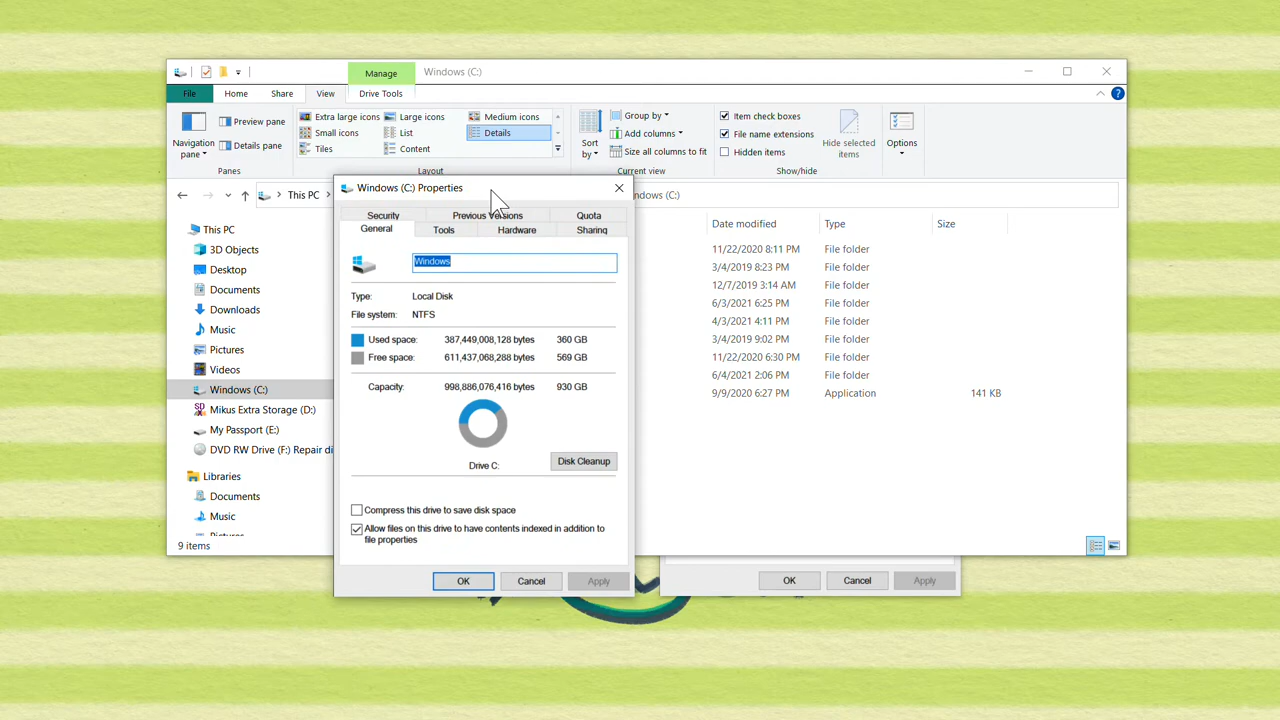 Manage
Windows (C:)
File
Home
Share
View
Drive Tools
Navigation pane
Preview pane
Details pane
Panes
Extra large icons
Large icons
Medium icons
Small icons
List
Details
Tiles
Content
Layout
Sort by
Group by
Add columns
Size all columns to fit
Current view
Item check boxes
File name extensions
Hidden items
Hide selected items
Show/hide
Options
This PC
ndows (C:)
Windows (C:) Properties
Security
Previous Versions
Quota
General
Tools
Hardware
Sharing
Windows
Type: Local Disk
File system: NTFS
Used space: 387,449,008,128 bytes 360 GB
Free space: 611,437,068,288 bytes 569 GB
Capacity: 998,886,076,416 bytes 930 GB
Drive C:
Disk Cleanup
Compress this drive to save disk space
Allow files on this drive to have contents indexed in addition to
file properties
OK
Cancel
Apply
This PC
3D Objects
Desktop
Documents
Downloads
Music
Pictures
Videos
Windows (C:)
Mikus Extra Storage (D:)
My Passport (E:)
DVD RW Drive (F:) Repair di
Libraries
Documents
Music
Pictures
9 items
Date modified Type Size
11/22/2020 8:11 PM File folder
3/4/2019 8:23 PM File folder
12/7/2019 3:14 AM File folder
6/3/2021 6:25 PM File folder
4/3/2021 4:11 PM File folder
3/4/2019 9:02 PM File folder
11/22/2020 6:30 PM File folder
6/4/2021 2:06 PM File folder
9/9/2020 6:27 PM Application 141 KB
OK
Cancel
Apply